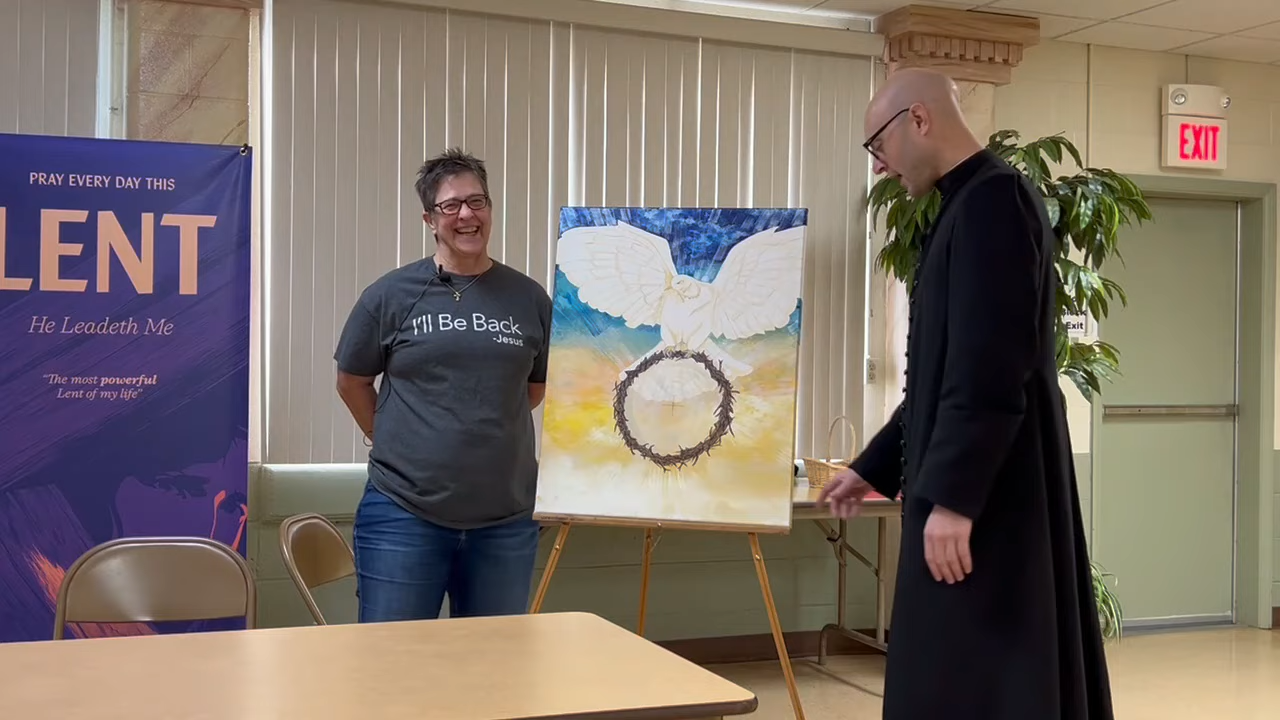 PRAY EVERY DAY THIS
LENT
He Leadeth Me
"The most powerful
Lent of my life"
I'll Be Back
-Jesus
EXIT
Exit